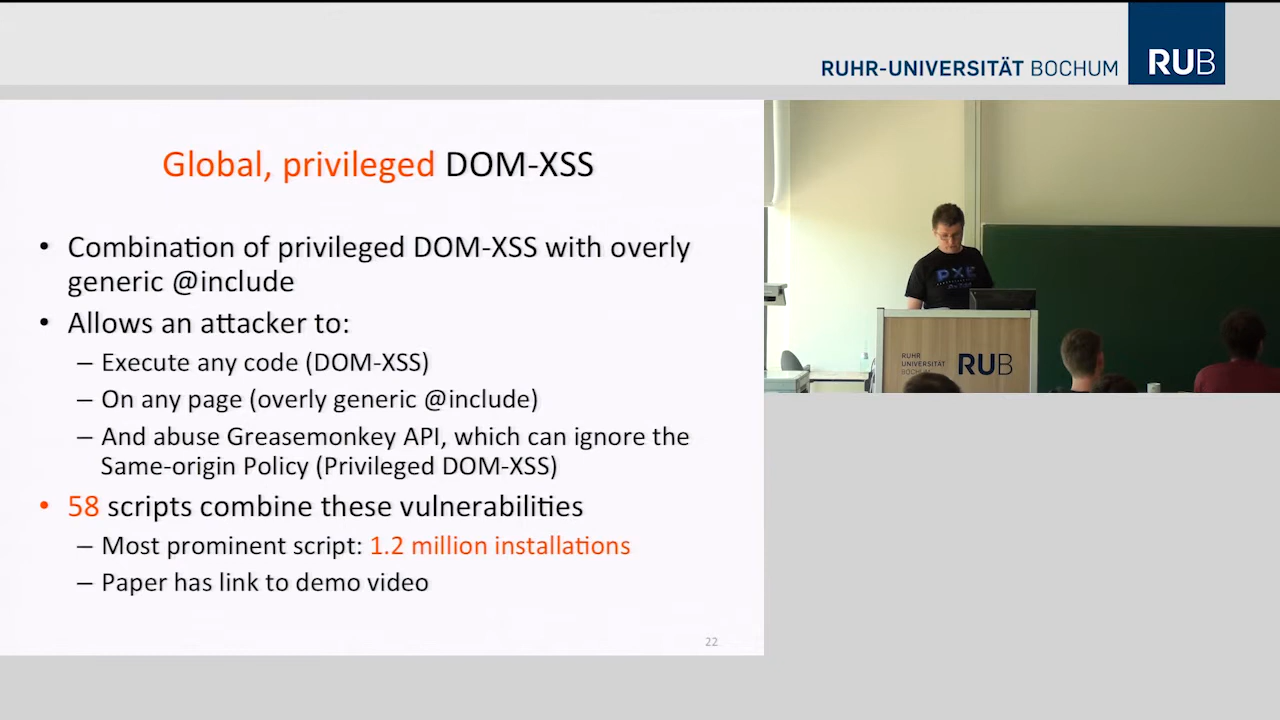 RUHR-UNIVERSITÄT BOCHUM
RUB
Global, privileged DOM-XSS
• Combination of privileged DOM-XSS with overly
generic @include
• Allows an attacker to:
– Execute any code (DOM-XSS)
– On any page (overly generic @include)
– And abuse Greasemonkey API, which can ignore the
Same-origin Policy (Privileged DOM-XSS)
• 58 scripts combine these vulnerabilities
– Most prominent script: 1.2 million installations
– Paper has link to demo video
22
RUHR
UNIVERSITÄT
BOCHUM
RUB